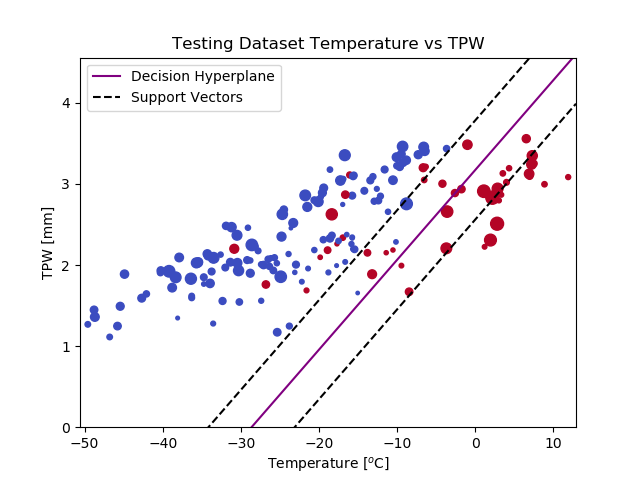 Testing Dataset Temperature vs TPW
Decision Hyperplane
Support Vectors
TPW [mm]
4
3
2
1
0
−50
−40
−30
−20
−10
0
10
Temperature [°C]